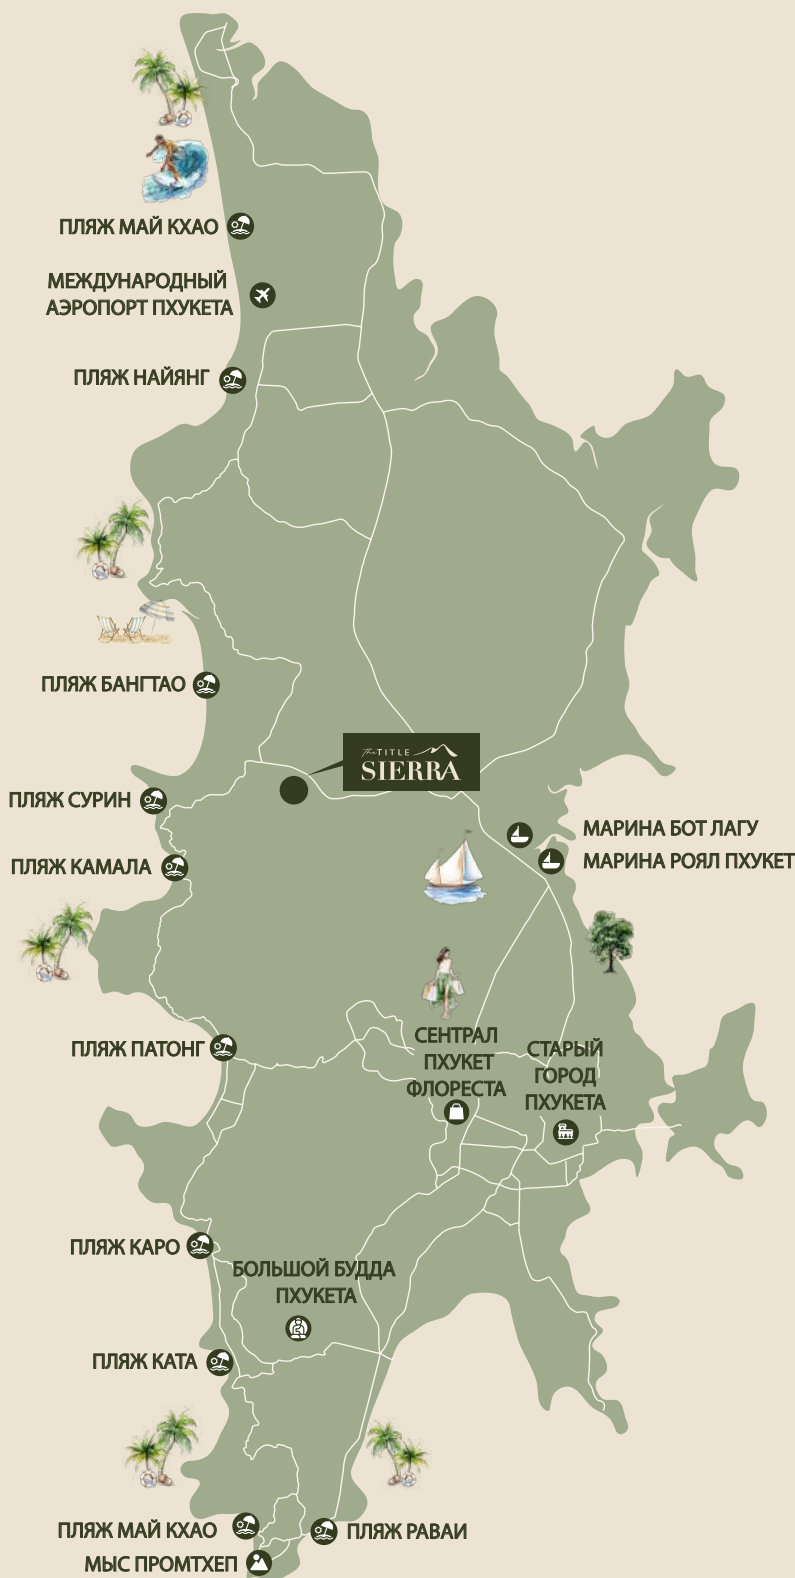 ПЛЯЖ МАЙ КХАО
МЕЖДУНАРОДНЫЙ
АЭРОПОРТ ПХУКЕТА
ПЛЯЖ НАЙЯНГ
ПЛЯЖ БАНГТАО
The TITLE
SIERRA
ПЛЯЖ СУРИН
МАРИНА БОТ ЛАГУ
ПЛЯЖ КАМАЛА
МАРИНА РОЯЛ ПХУКЕТ
ПЛЯЖ ПАТОНГ
СЕНТРАЛ
ПХУКЕТ
ФЛОРЕСТА
СТАРЫЙ
ГОРОД
ПХУКЕТА
ПЛЯЖ КАРО
БОЛЬШОЙ БУДДА
ПХУКЕТА
ПЛЯЖ КАТА
ПЛЯЖ МАЙ КХАО
ПЛЯЖ РАВАИ
МЫС ПРОМТХЕП